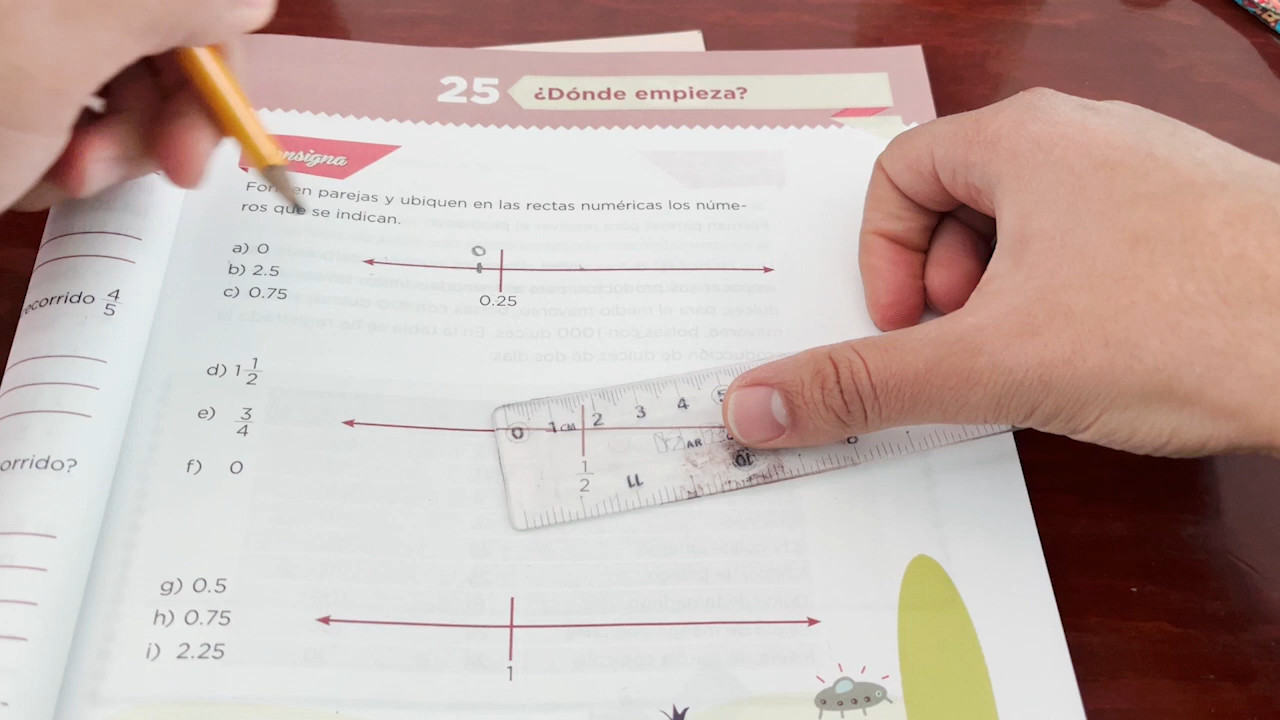 25 ¿Dónde empieza?
Consigna
Formen parejas y ubiquen en las rectas numéricas los núme-
ros que se indican.
a) 0
b) 2.5
c) 0.75
0
0.25
ecorrido 4/5
d) 1 1/2
e) 3/4
f) 0
0 1 CM 2 3 4 5
1/2
orrido?
g) 0.5
h) 0.75
i) 2.25
1